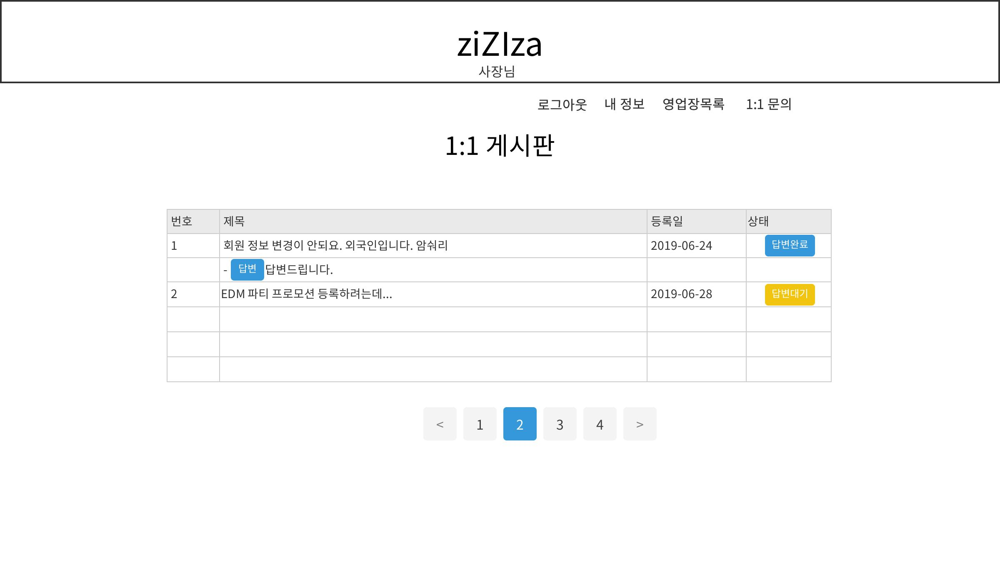 ziZIza
사장님
로그아웃 내 정보 영업장목록 1:1 문의
1:1 게시판
번호 제목 등록일 상태
1 회원 정보 변경이 안되요. 외국인입니다. 암쉬리 2019-06-24 답변완료
- 답변 답변드립니다.
2 EDM 파티 프로모션 등록하려는데... 2019-06-28 답변대기
< 1 2 3 4 >